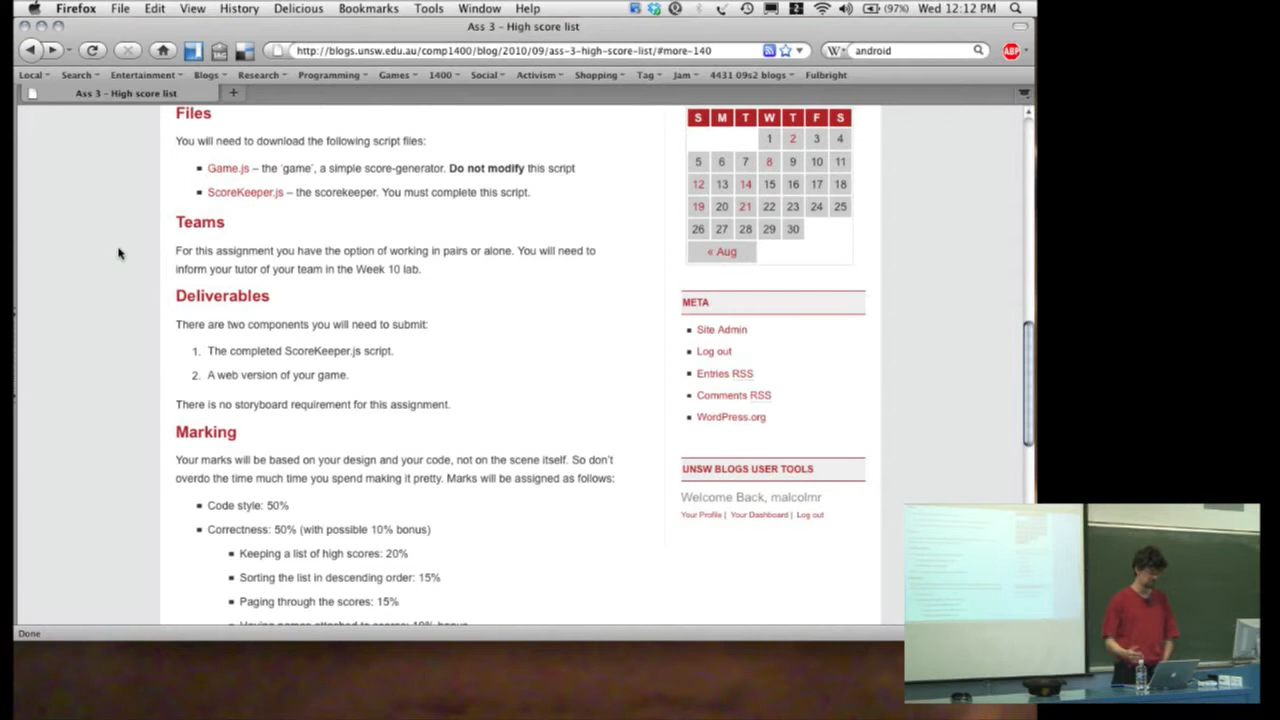 Firefox File Edit View History Delicious Bookmarks Tools Window Help (97%) Wed 12:12 PM
Ass 3 – High score list
http://blogs.unsw.edu.au/comp1400/blog/2010/09/ass-3-high-score-list/#more-140
android
ABP
Local Search Entertainment Blogs Research Programming Games 1400 Social Activism Shopping Tag Jam 4431 09s2 blogs Fulbright
Ass 3 – High score list
Files
You will need to download the following script files:
Game.js – the 'game', a simple score-generator. Do not modify this script
ScoreKeeper.js – the scorekeeper. You must complete this script.
Teams
For this assignment you have the option of working in pairs or alone. You will need to
inform your tutor of your team in the Week 10 lab.
Deliverables
There are two components you will need to submit:
1. The completed ScoreKeeper.js script.
2. A web version of your game.
There is no storyboard requirement for this assignment.
Marking
Your marks will be based on your design and your code, not on the scene itself. So don't
overdo the time much time you spend making it pretty. Marks will be assigned as follows:
Code style: 50%
Correctness: 50% (with possible 10% bonus)
Keeping a list of high scores: 20%
Sorting the list in descending order: 15%
Paging through the scores: 15%
Having names attached to scores: 10% bonus
S M T W T F S
1 2 3 4
5 6 7 8 9 10 11
12 13 14 15 16 17 18
19 20 21 22 23 24 25
26 27 28 29 30
« Aug
META
Site Admin
Log out
Entries RSS
Comments RSS
WordPress.org
UNSW BLOGS USER TOOLS
Welcome Back, malcolmr
Your Profile | Your Dashboard | Log out
Done